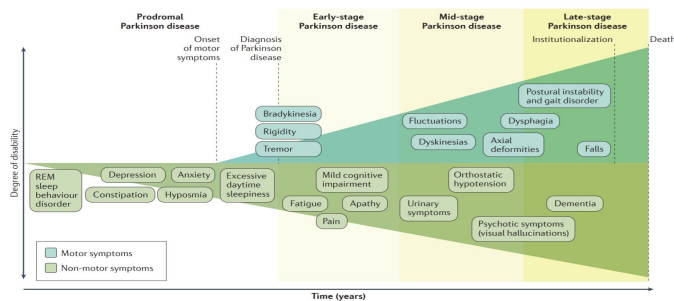 Prodromal
Parkinson disease
Early-stage
Parkinson disease
Mid-stage
Parkinson disease
Late-stage
Parkinson disease
Onset
of motor
symptoms
Diagnosis
of Parkinson
disease
Institutionalization
Death
Degree of disability
Bradykinesia
Rigidity
Tremor
Fluctuations
Dyskinesias
Postural instability
and gait disorder
Dysphagia
Axial
deformities
Falls
REM
sleep
behaviour
disorder
Depression
Anxiety
Constipation
Hyposmia
Excessive
daytime
sleepiness
Mild cognitive
impairment
Fatigue
Apathy
Pain
Orthostatic
hypotension
Urinary
symptoms
Psychotic symptoms
(visual hallucinations)
Dementia
Motor symptoms
Non-motor symptoms
Time (years)